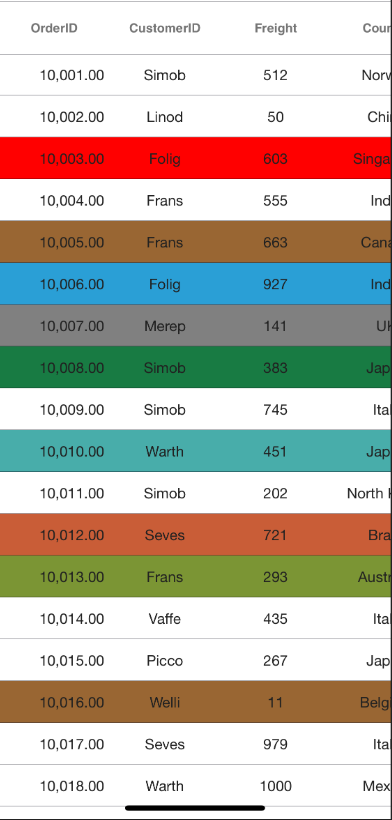 OrderID CustomerID Freight Cour
10,001.00 Simob 512 Norw
10,002.00 Linod 50 Chi
10,003.00 Folig 603 Singa
10,004.00 Frans 555 Ind
10,005.00 Frans 663 Cana
10,006.00 Folig 927 Ind
10,007.00 Merep 141 UK
10,008.00 Simob 383 Jap
10,009.00 Simob 745 Ital
10,010.00 Warth 451 Jap
10,011.00 Simob 202 North
10,012.00 Seves 721 Bra
10,013.00 Frans 293 Austr
10,014.00 Vaffe 435 Ital
10,015.00 Picco 267 Jap
10,016.00 Welli 11 Belg
10,017.00 Seves 979 Ital
10,018.00 Warth 1000 Mex